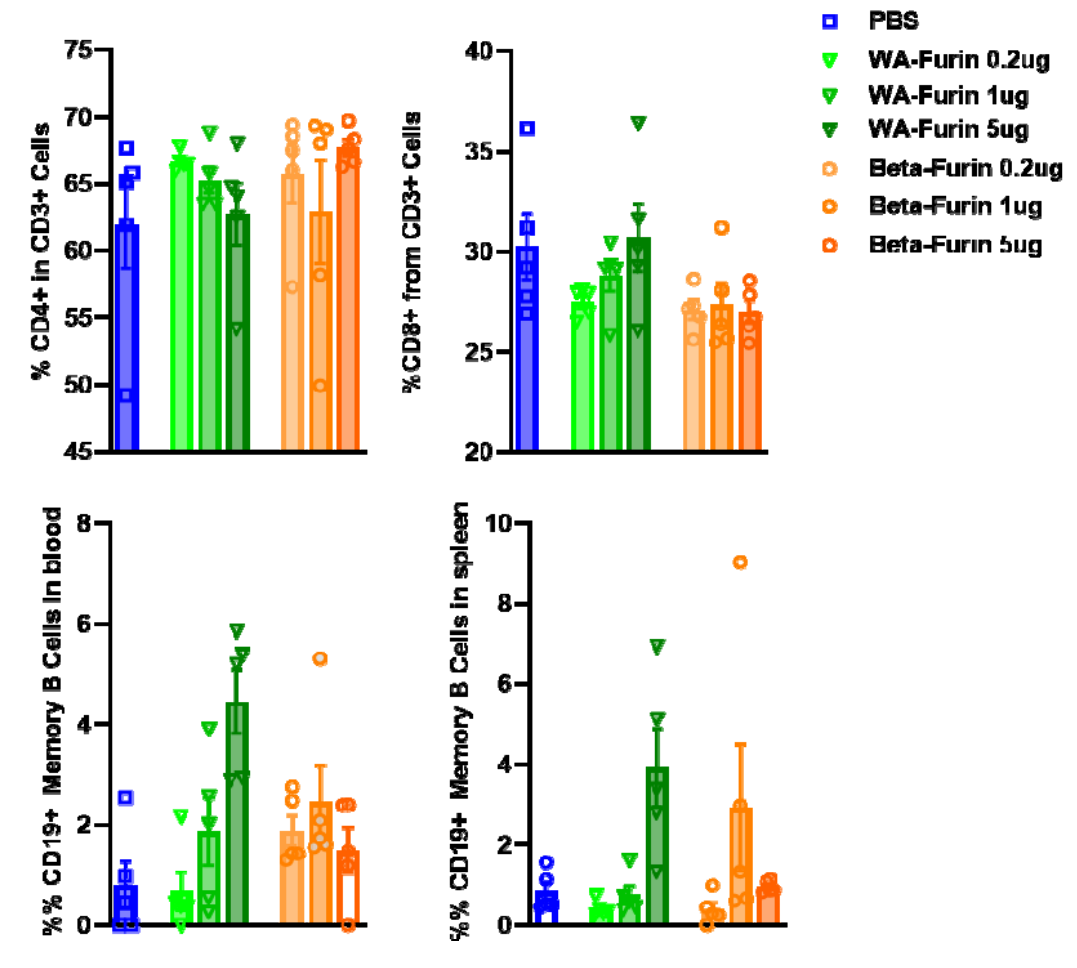 PBS
WA-Furin 0.2ug
WA-Furin 1ug
WA-Furin 5ug
Beta-Furin 0.2ug
Beta-Furin 1ug
Beta-Furin 5ug
% CD4+ in CD3+ Cells
75
70
65
60
55
50
45
%CD8+ from CD3+ Cells
40
35
30
25
20
%% CD19+ Memory B Cells in blood
8
6
4
2
0
%% CD19+ Memory B Cells in spleen
10
8
6
4
2
0